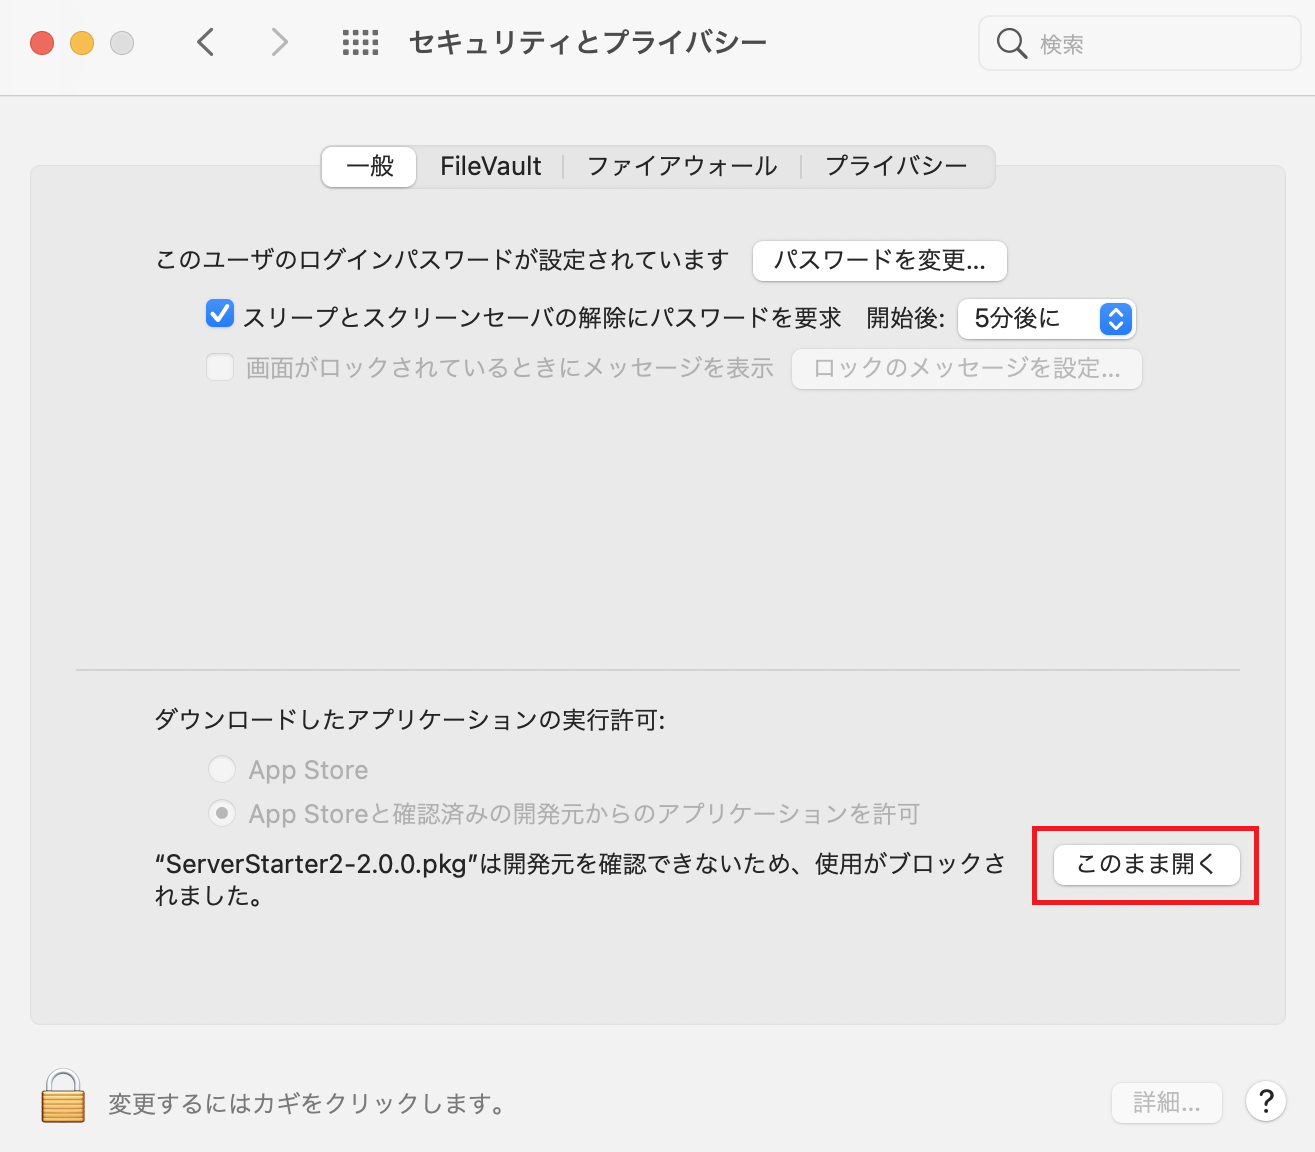 セキュリティとプライバシー
検索
一般 FileVault ファイアウォール プライバシー
このユーザのログインパスワードが設定されています パスワードを変更...
スリープとスクリーンセーバの解除にパスワードを要求 開始後: 5分後に
画面がロックされているときにメッセージを表示 ロックのメッセージを設定...
ダウンロードしたアプリケーションの実行許可:
App Store
App Storeと確認済みの開発元からのアプリケーションを許可
“ServerStarter2-2.0.0.pkg”は開発元を確認できないため、使用がブロックさ
れました。
このまま開く
変更するにはカギをクリックします。
詳細... ?